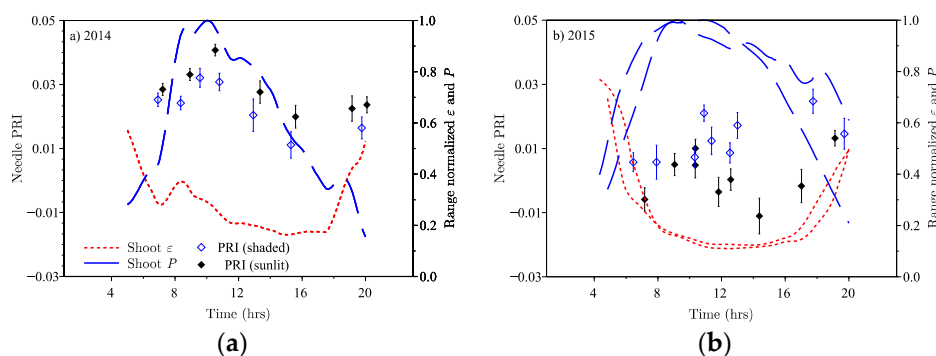 a) 2014
0.05
0.03
0.01
−0.01
−0.03
Needle PRI
1.0
0.8
0.6
0.4
0.2
0.0
Range normalized ε and P
Shoot ε
Shoot P
PRI (shaded)
PRI (sunlit)
4 8 12 16 20
Time (hrs)
(a)
b) 2015
0.05
0.03
0.01
−0.01
−0.03
Needle PRI
1.0
0.8
0.6
0.4
0.2
0.0
Range normalized ε and P
4 8 12 16 20
Time (hrs)
(b)